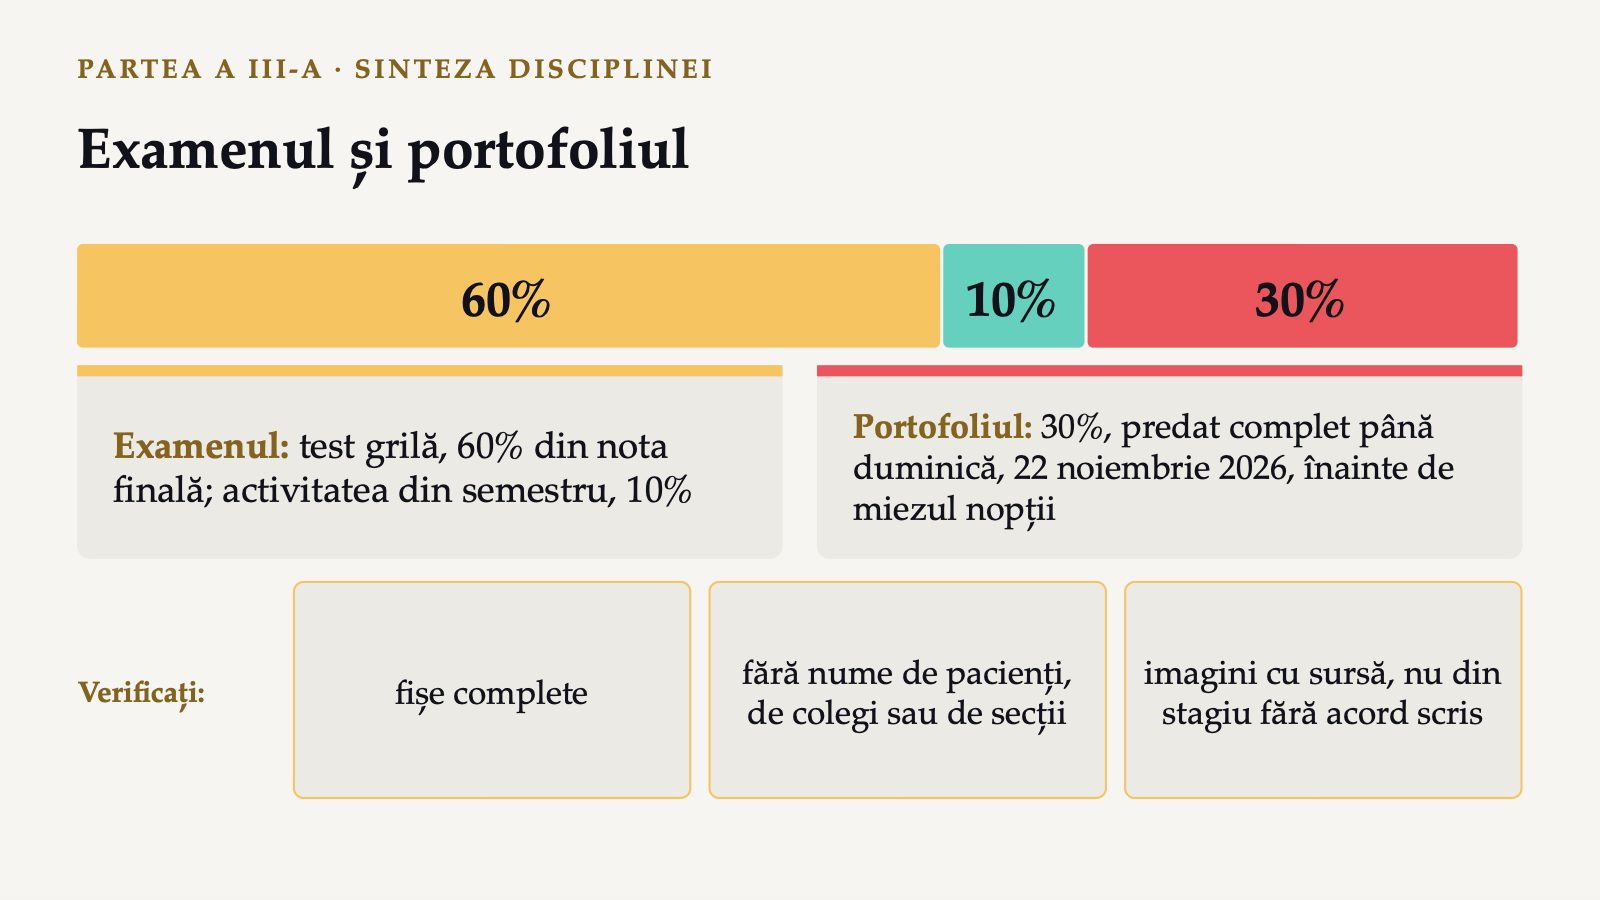 PARTEA A III-A · SINTEZA DISCIPLINEI
Examenul și portofoliul
60%
10%
30%
Examenul: test grilă, 60% din nota
finală; activitatea din semestru, 10%
Portofoliul: 30%, predat complet până
duminică, 22 noiembrie 2026, înainte de
miezul nopții
Verificați:
fișe complete
fără nume de pacienți,
de colegi sau de secții
imagini cu sursă, nu din
stagiu fără acord scris